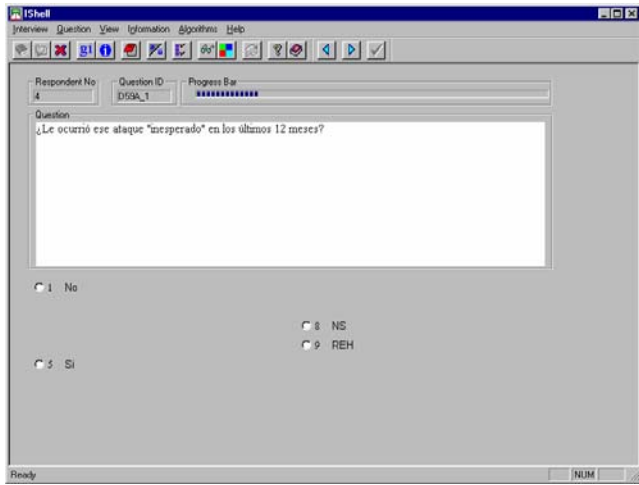 IShell
Interview Question View Information Algorithms Help
Respondent No
Question ID
Progress Bar
4
D59A_1
Question
¿Le ocurrió ese ataque "inesperado" en los últimos 12 meses?
1 No
8 NS
9 REH
5 Si
Ready
NUM